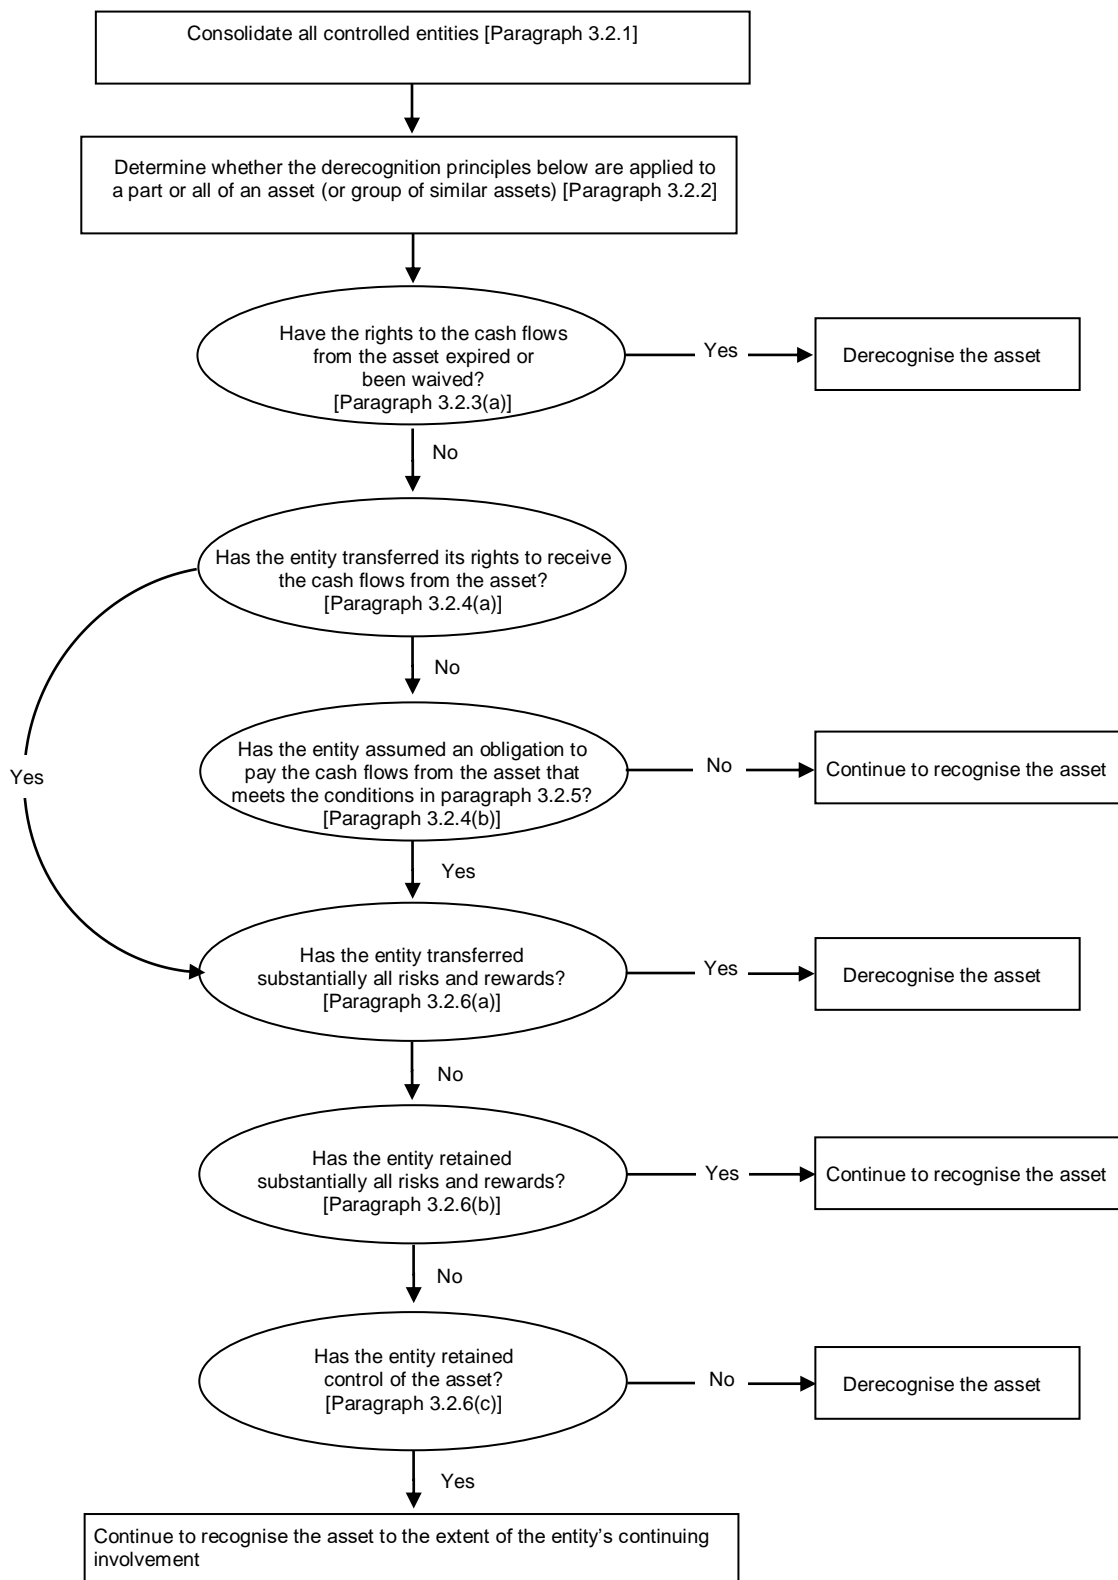 Consolidate all controlled entities [Paragraph 3.2.1]
Determine whether the derecognition principles below are applied to
a part or all of an asset (or group of similar assets) [Paragraph 3.2.2]
Have the rights to the cash flows
from the asset expired or
been waived?
[Paragraph 3.2.3(a)]
Yes
Derecognise the asset
No
Has the entity transferred its rights to receive
the cash flows from the asset?
[Paragraph 3.2.4(a)]
No
Yes
Has the entity assumed an obligation to
pay the cash flows from the asset that
meets the conditions in paragraph 3.2.5?
[Paragraph 3.2.4(b)]
No
Continue to recognise the asset
Yes
Has the entity transferred
substantially all risks and rewards?
[Paragraph 3.2.6(a)]
Yes
Derecognise the asset
No
Has the entity retained
substantially all risks and rewards?
[Paragraph 3.2.6(b)]
Yes
Continue to recognise the asset
No
Has the entity retained
control of the asset?
[Paragraph 3.2.6(c)]
No
Derecognise the asset
Yes
Continue to recognise the asset to the extent of the entity’s continuing
involvement